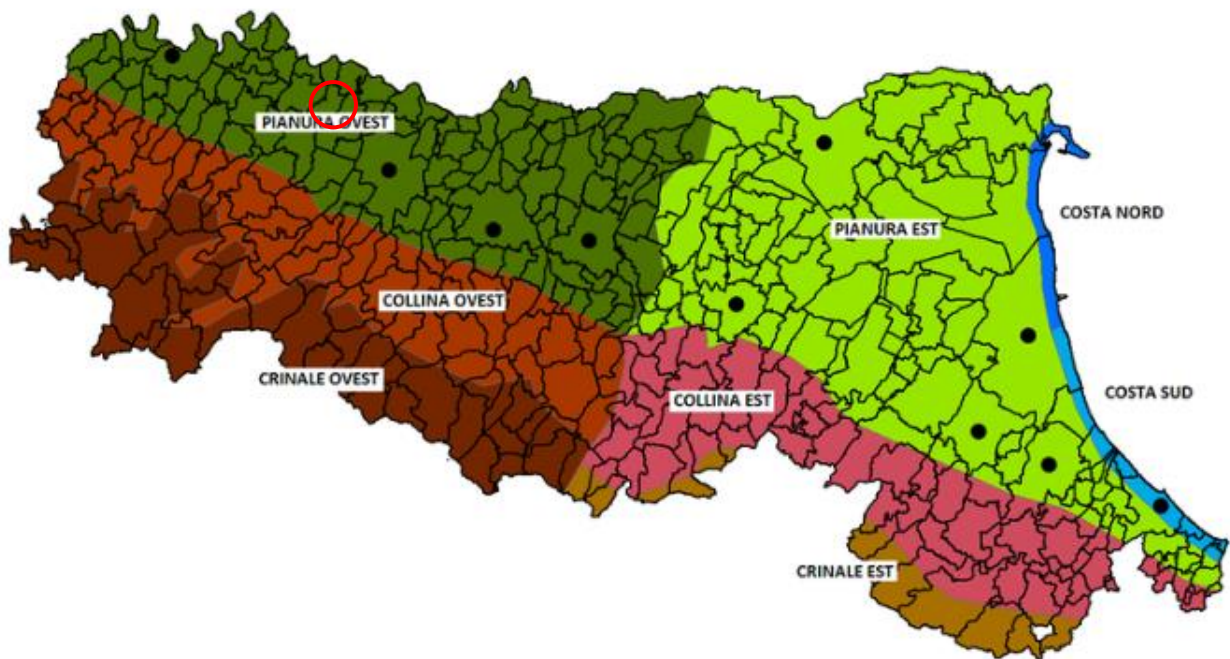 PIANURA OVEST
COSTA NORD
PIANURA EST
COLLINA OVEST
CRINALE OVEST
COSTA SUD
COLLINA EST
CRINALE EST